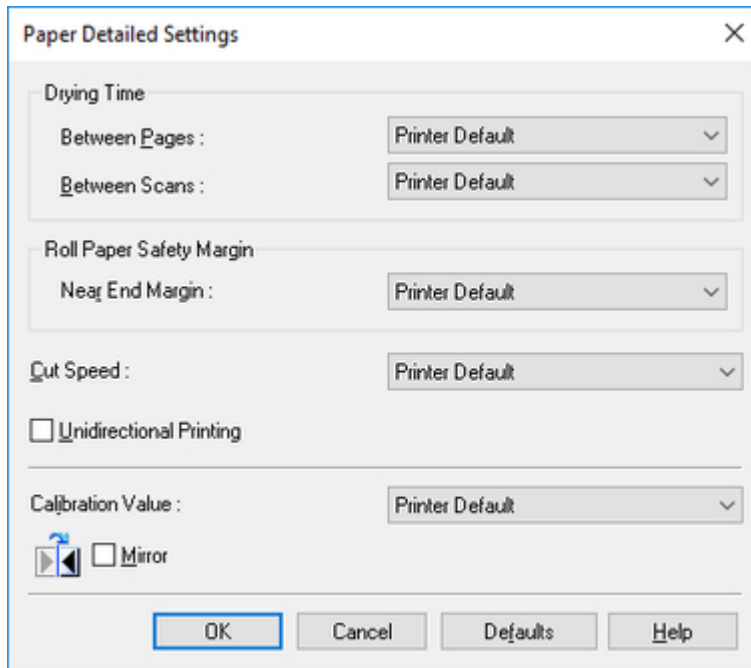 Paper Detailed Settings
Drying Time
Between Pages : Printer Default
Between Scans : Printer Default
Roll Paper Safety Margin
Near End Margin : Printer Default
Cut Speed : Printer Default
Unidirectional Printing
Calibration Value : Printer Default
Mirror
OK Cancel Defaults Help